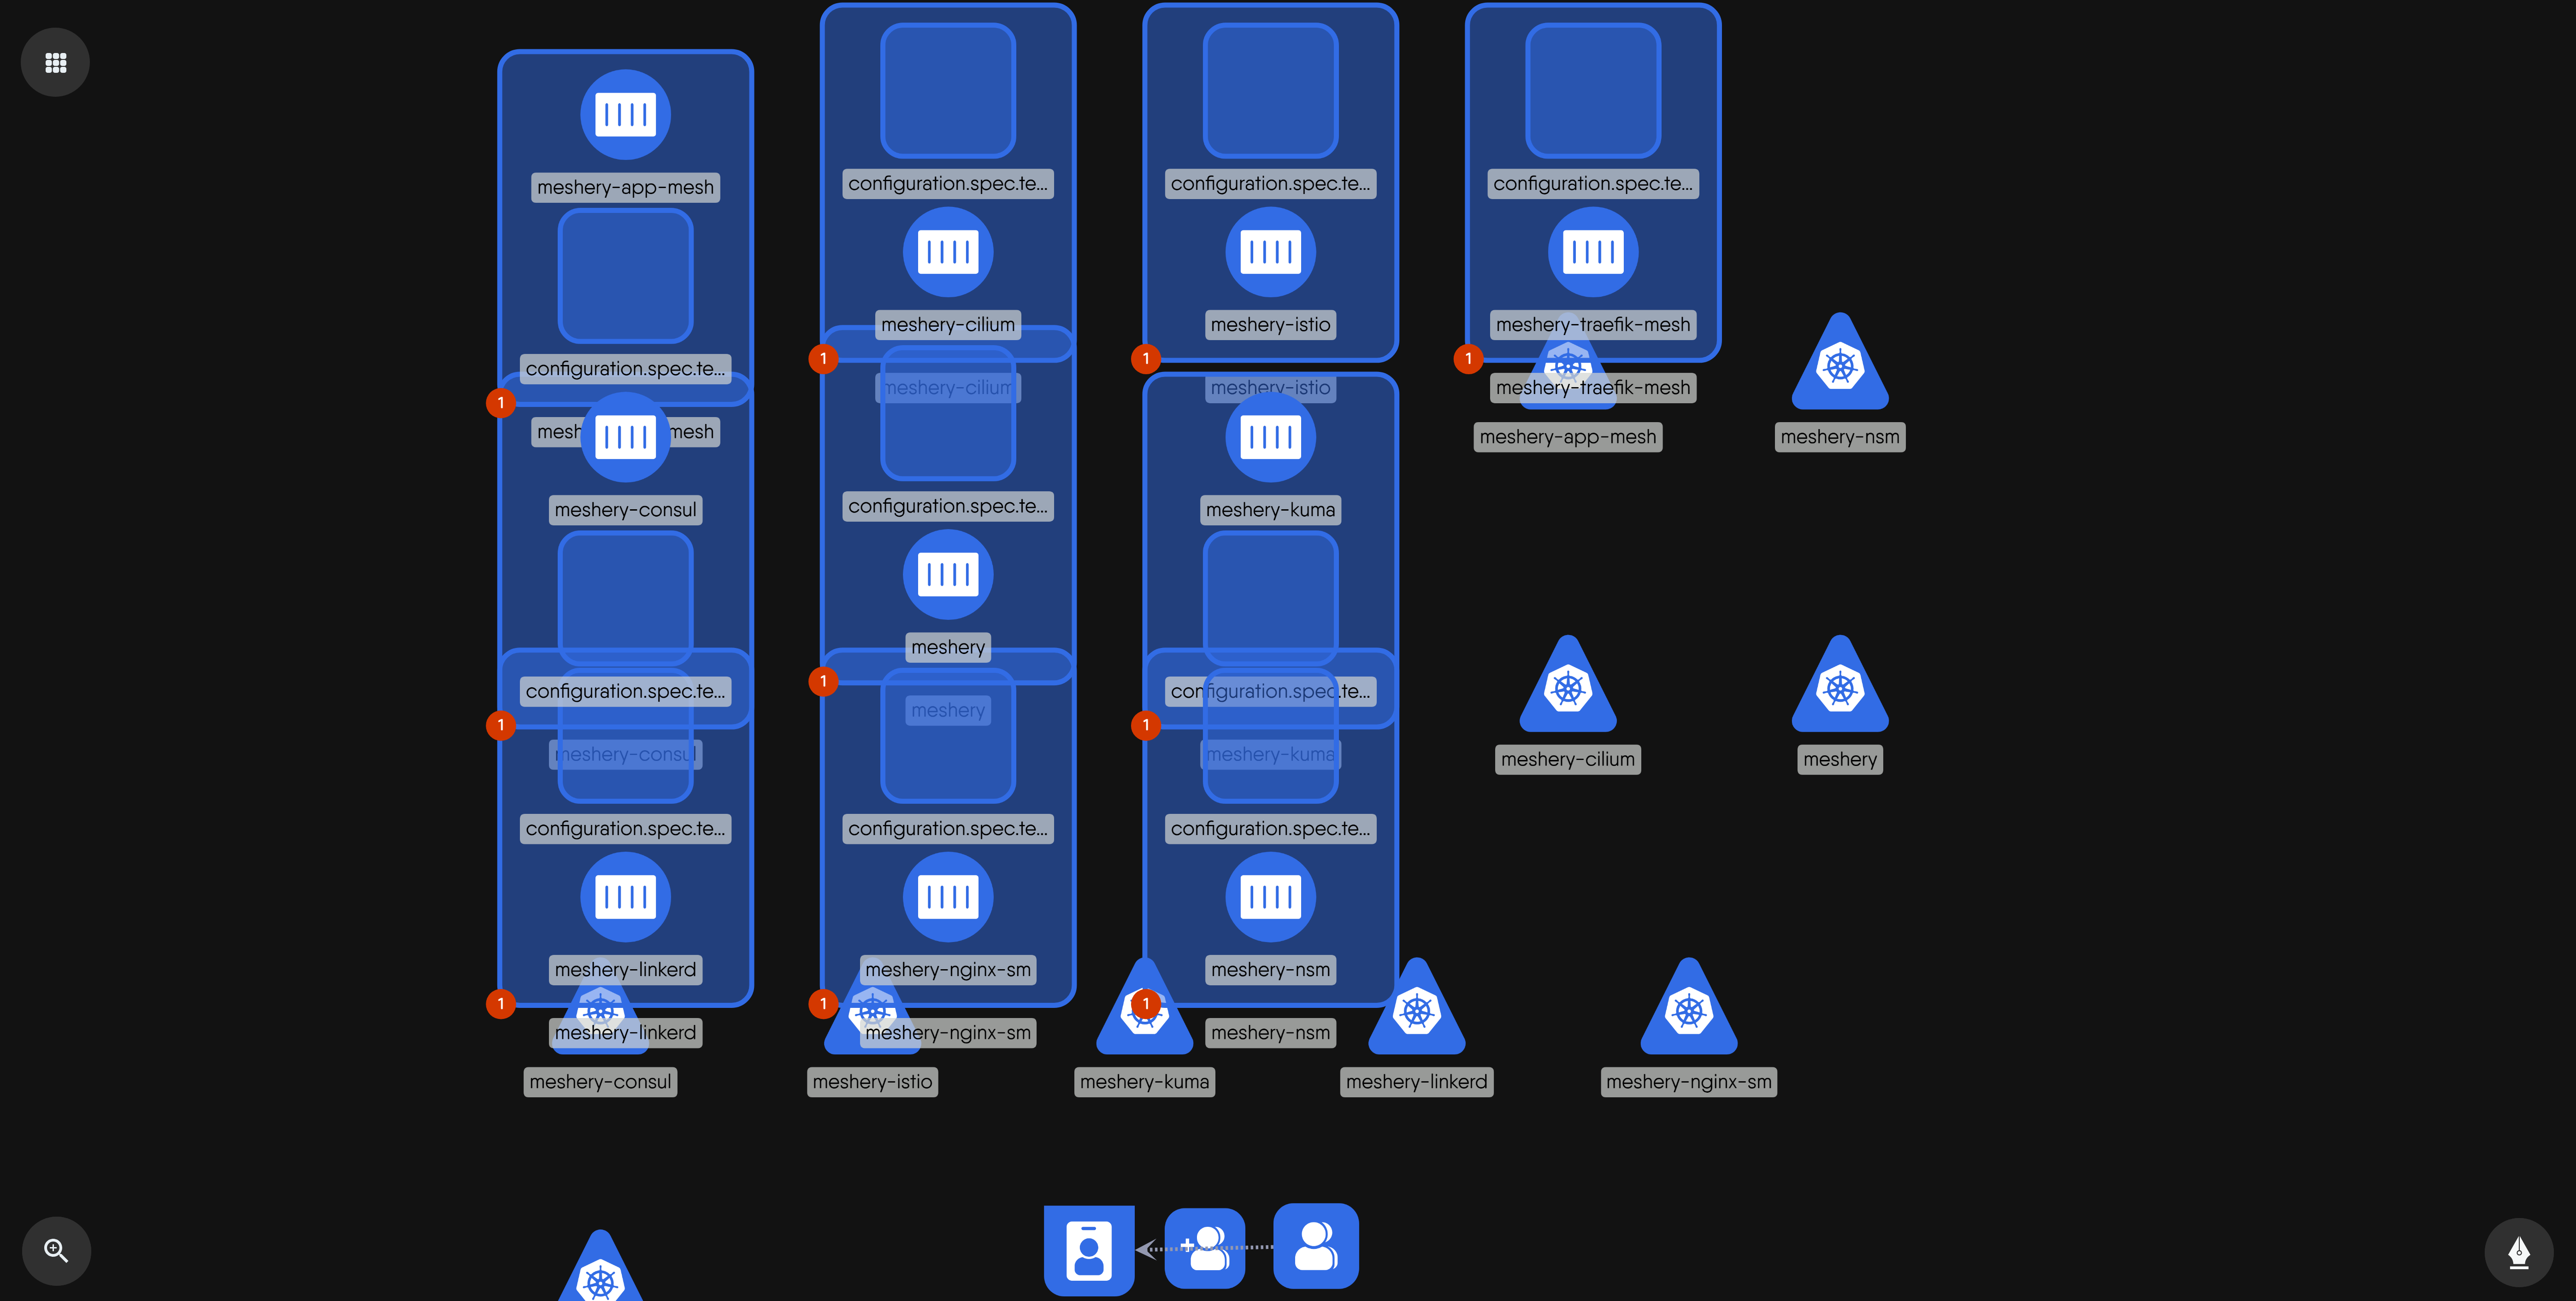 meshery-app-mesh
configuration.spec.te...
mesh mesh
1
meshery-consul
configuration.spec.te...
1
meshery-consul
configuration.spec.te...
meshery-linkerd
1
meshery-linkerd
meshery-consul
configuration.spec.te...
meshery-cilium
1
meshery-cilium
configuration.spec.te...
meshery
1
meshery
configuration.spec.te...
meshery-nginx-sm
1
meshery-nginx-sm
meshery-istio
configuration.spec.te...
meshery-istio
1
meshery-istio
meshery-kuma
configuration.spec.te...
1
meshery-kuma
configuration.spec.te...
meshery-nsm
1
meshery-nsm
meshery-kuma
configuration.spec.te...
meshery-traefik-mesh
1
meshery-traefik-mesh
meshery-app-mesh
meshery-nsm
meshery-cilium
meshery
meshery-linkerd
meshery-nginx-sm